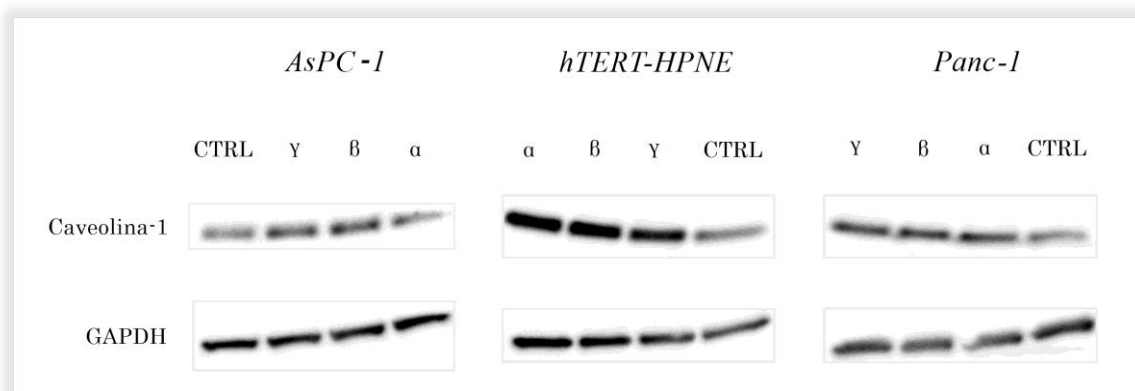 AsPC-1 hTERT-HPNE Panc-1
CTRL γ β α α β γ CTRL γ β α CTRL
Caveolina-1
GAPDH